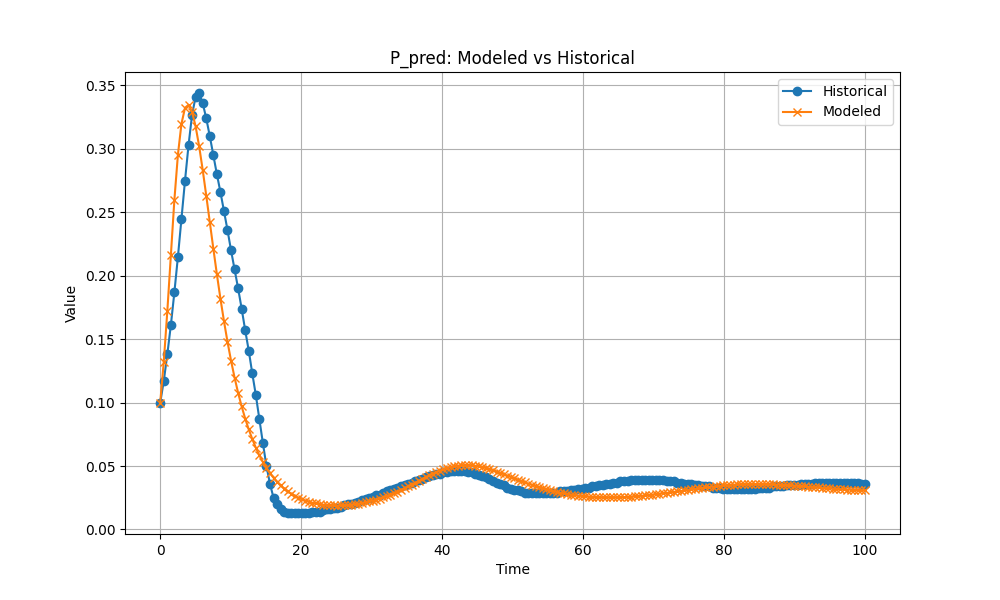 P_pred: Modeled vs Historical
Historical
Modeled
Value
0.35
0.30
0.25
0.20
0.15
0.10
0.05
0.00
0 20 40 60 80 100
Time